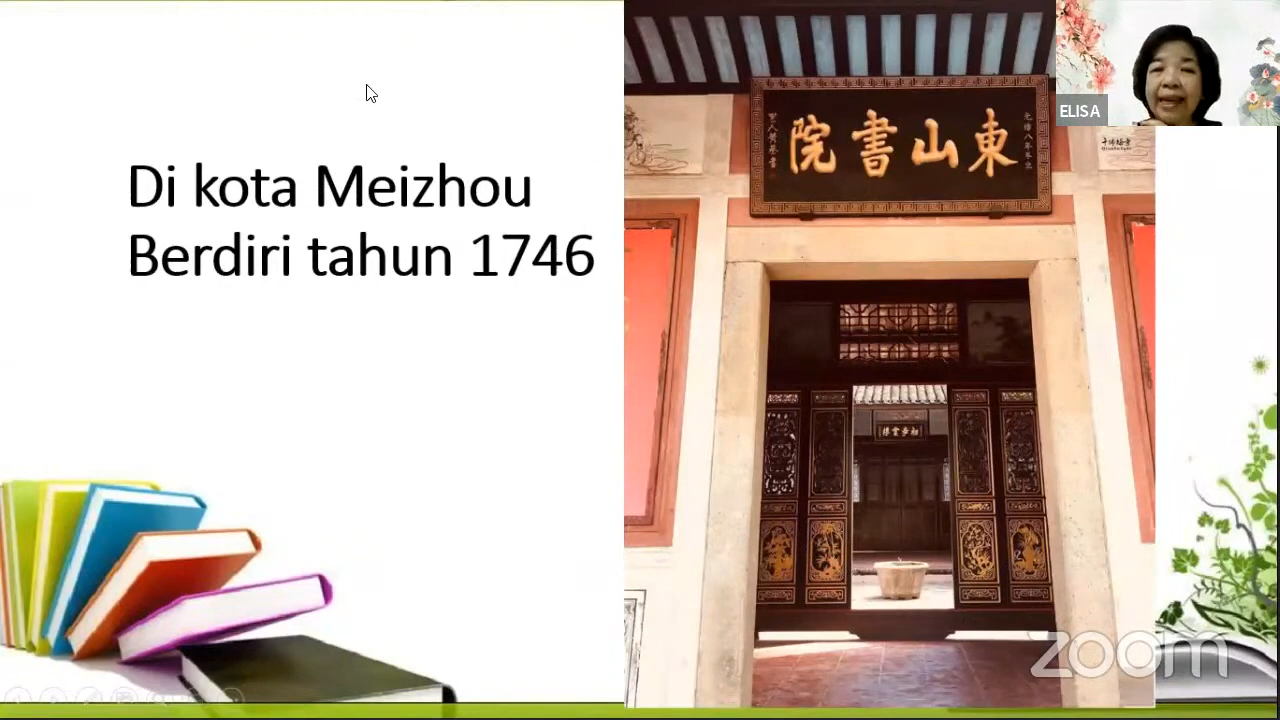 Di kota Meizhou
Berdiri tahun 1746
東山書院
ELISA
zoom